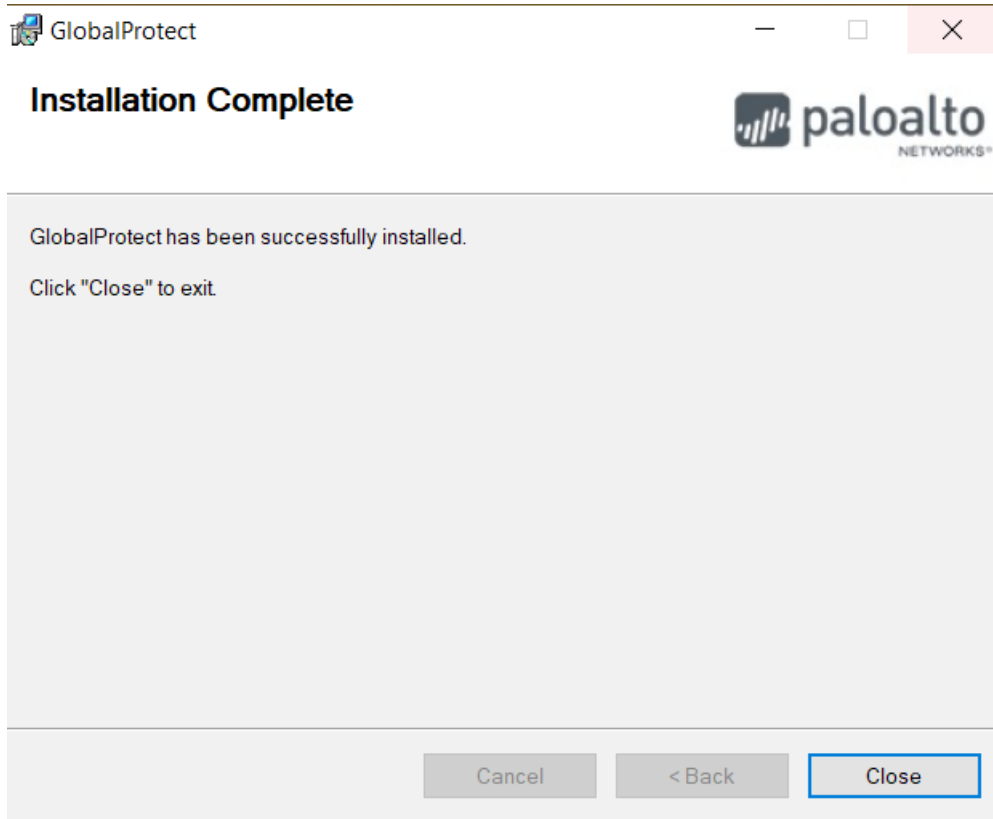 GlobalProtect
Installation Complete
paloalto
NETWORKS®
GlobalProtect has been successfully installed.
Click "Close" to exit.
Cancel
< Back
Close